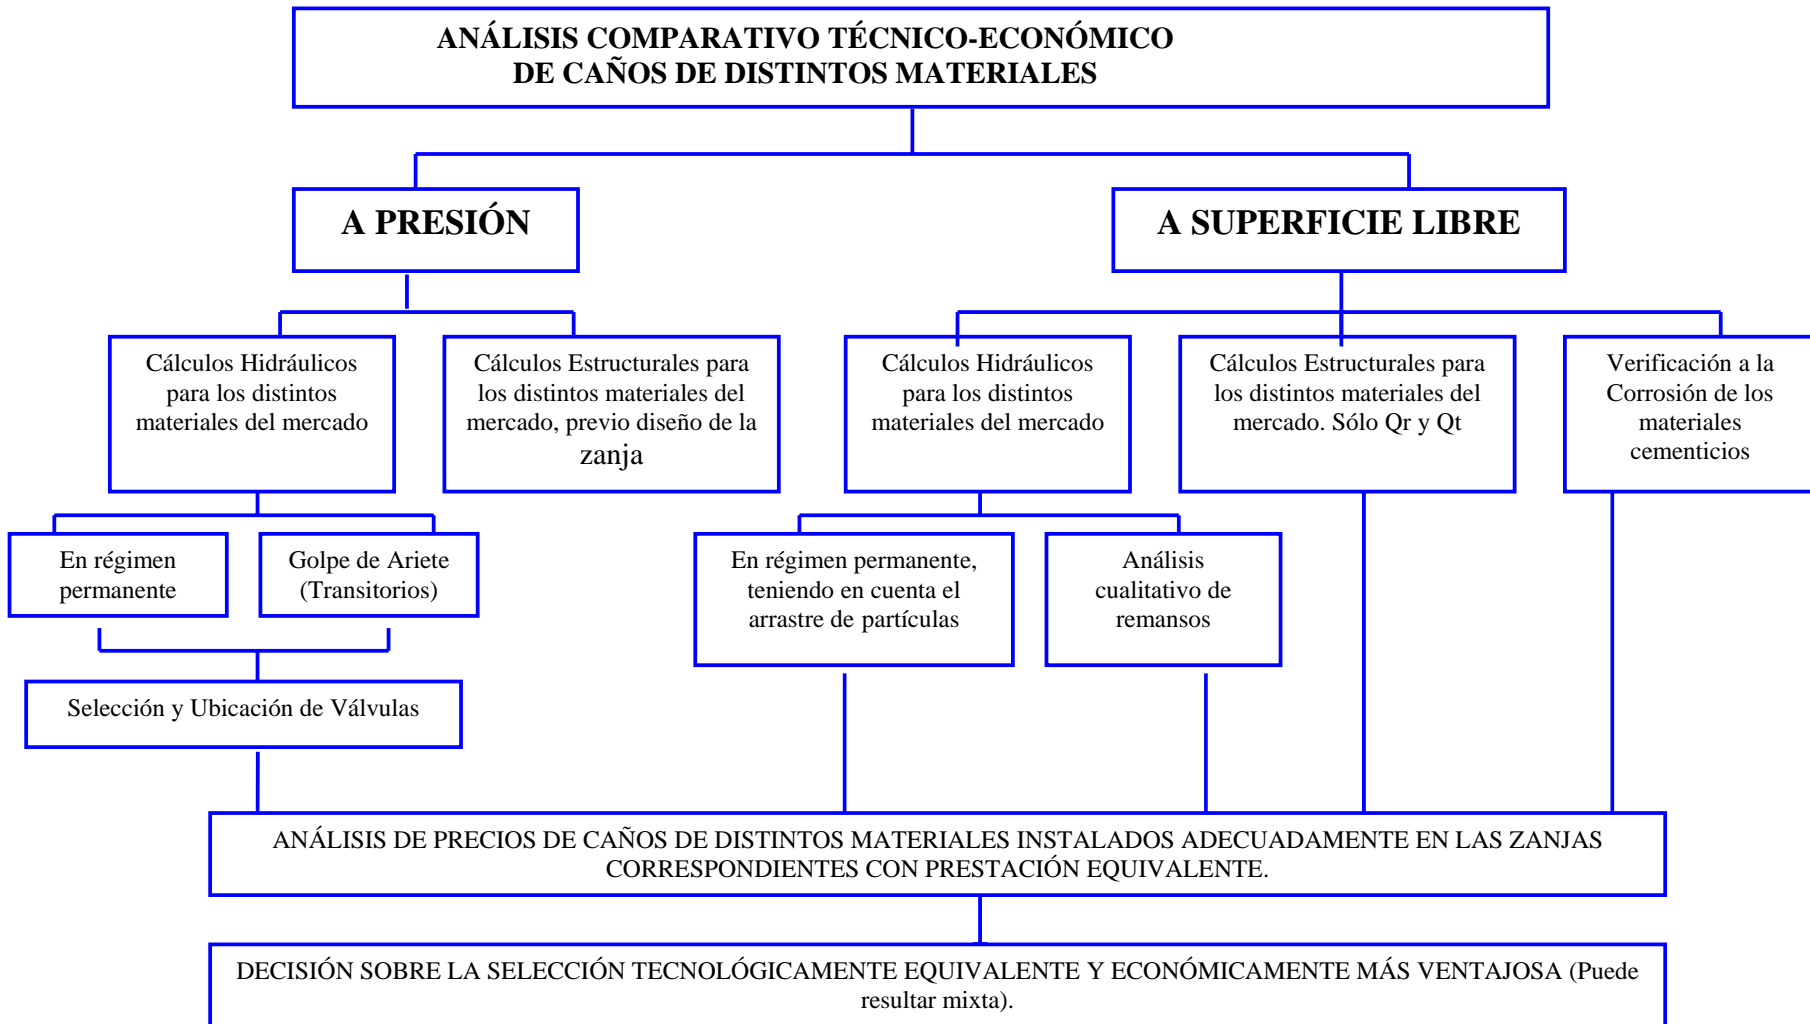 ANÁLISIS COMPARATIVO TÉCNICO-ECONÓMICO
DE CAÑOS DE DISTINTOS MATERIALES
A PRESIÓN
A SUPERFICIE LIBRE
Cálculos Hidráulicos
para los distintos
materiales del mercado
Cálculos Estructurales para
los distintos materiales del
mercado, previo diseño de la
zanja
Cálculos Hidráulicos
para los distintos
materiales del mercado
Cálculos Estructurales para
los distintos materiales del
mercado. Sólo Qr y Qt
Verificación a la
Corrosión de los
materiales
cementicios
En régimen
permanente
Golpe de Ariete
(Transitorios)
En régimen permanente,
teniendo en cuenta el
arrastre de partículas
Análisis
cualitativo de
remansos
Selección y Ubicación de Válvulas
ANÁLISIS DE PRECIOS DE CAÑOS DE DISTINTOS MATERIALES INSTALADOS ADECUADAMENTE EN LAS ZANJAS
CORRESPONDIENTES CON PRESTACIÓN EQUIVALENTE.
DECISIÓN SOBRE LA SELECCIÓN TECNOLÓGICAMENTE EQUIVALENTE Y ECONÓMICAMENTE MÁS VENTAJOSA (Puede
resultar mixta).